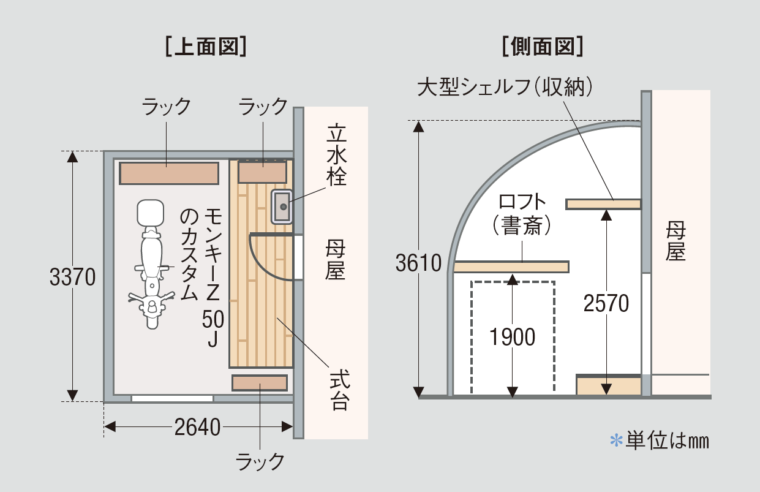 ［上面図］
ラック
ラック
立水栓
母屋
モンキーZ 50J
のカスタム
3370
式台
2640
ラック
［側面図］
大型シェルフ（収納）
ロフト
（書斎）
母屋
3610
1900
2570
＊単位は㎜